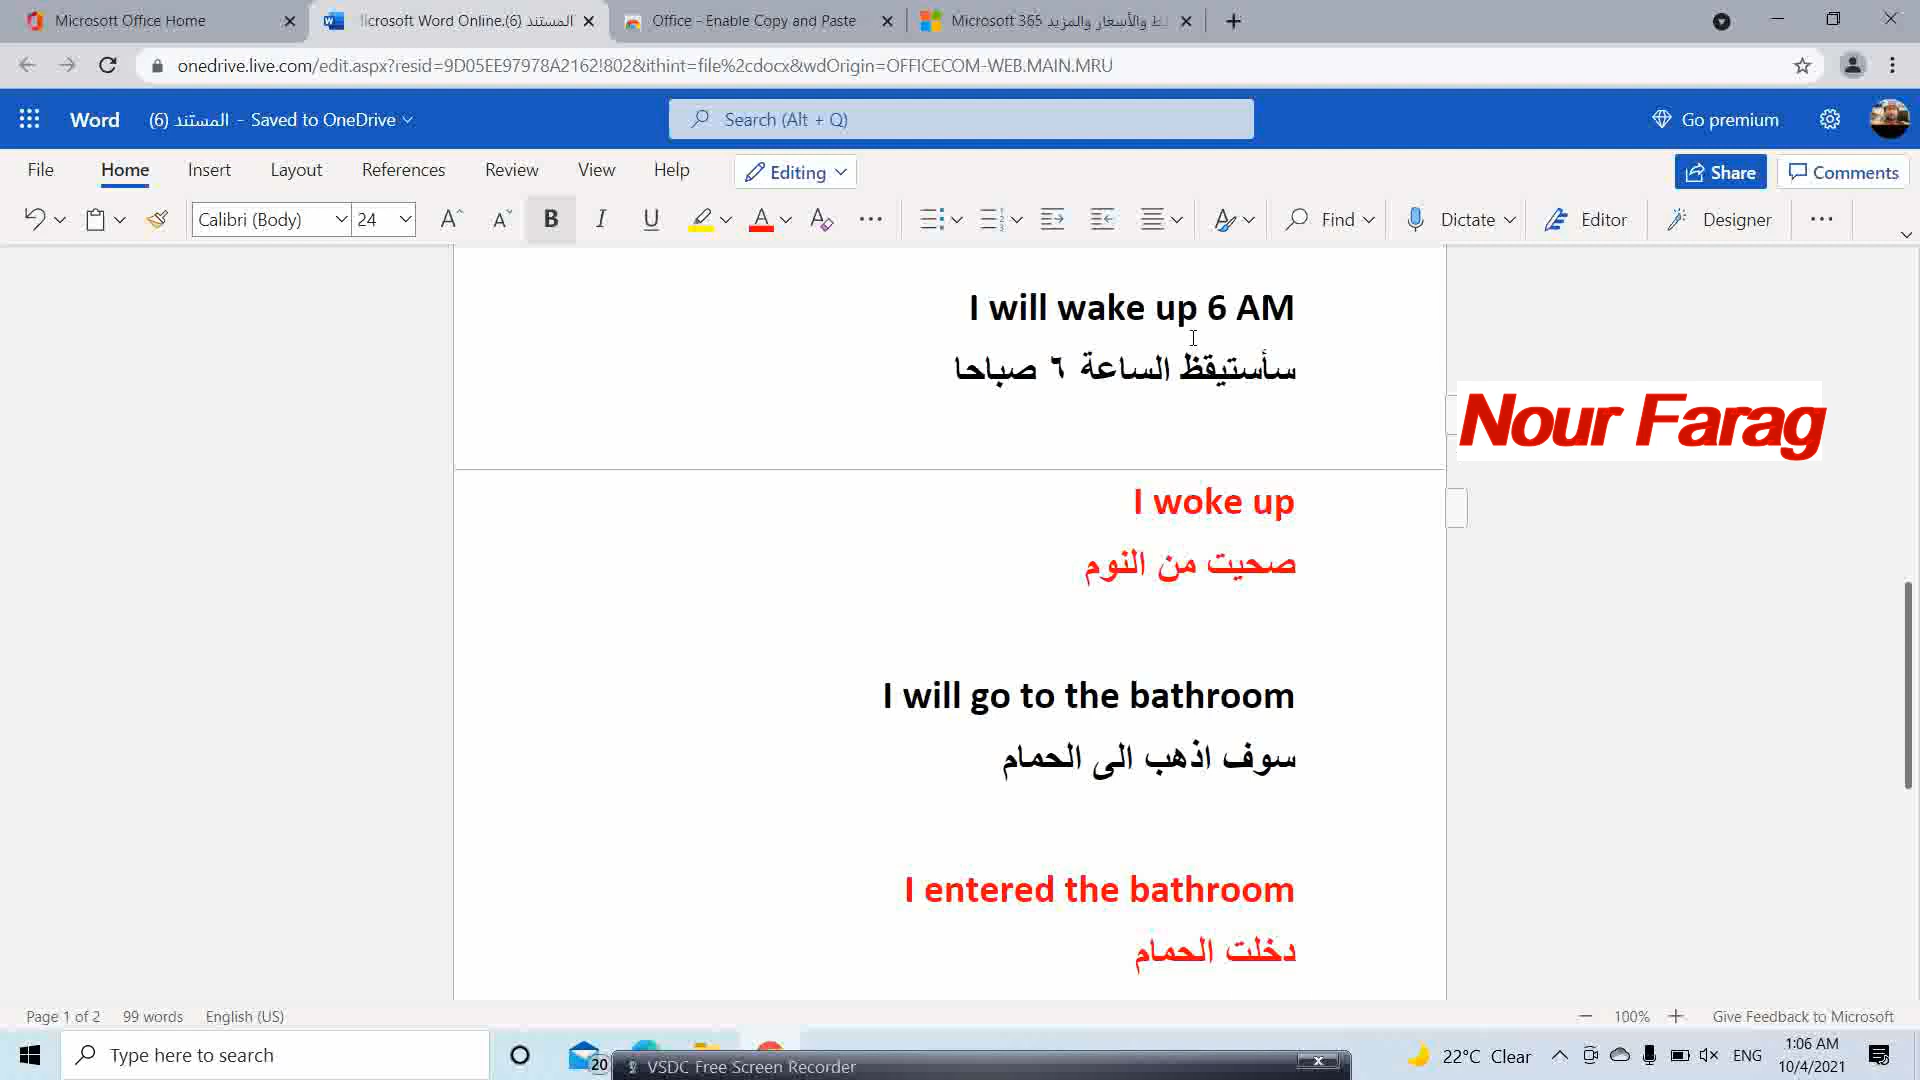 Microsoft Office Home
المستند (6).Microsoft Word Online
Office - Enable Copy and Paste
Microsoft 365 والأسعار والمزيد
onedrive.live.com/edit.aspx?resid=9D05EE97978A2162!802&ithint=file%2cdocx&wdOrigin=OFFICECOM-WEB.MAIN.MRU
Word
المستند (6) - Saved to OneDrive
Search (Alt + Q)
Go premium
File Home Insert Layout References Review View Help Editing Share Comments
Calibri (Body) 24 Find Dictate Editor Designer
I will wake up 6 AM
سأستيقظ الساعة ٦ صباحا
Nour Farag
I woke up
صحيت من النوم
I will go to the bathroom
سوف اذهب الى الحمام
I entered the bathroom
دخلت الحمام
Page 1 of 2 99 words English (US) 100% Give Feedback to Microsoft
Type here to search
20
VSDC Free Screen Recorder
22°C Clear
ENG
1:06 AM
10/4/2021